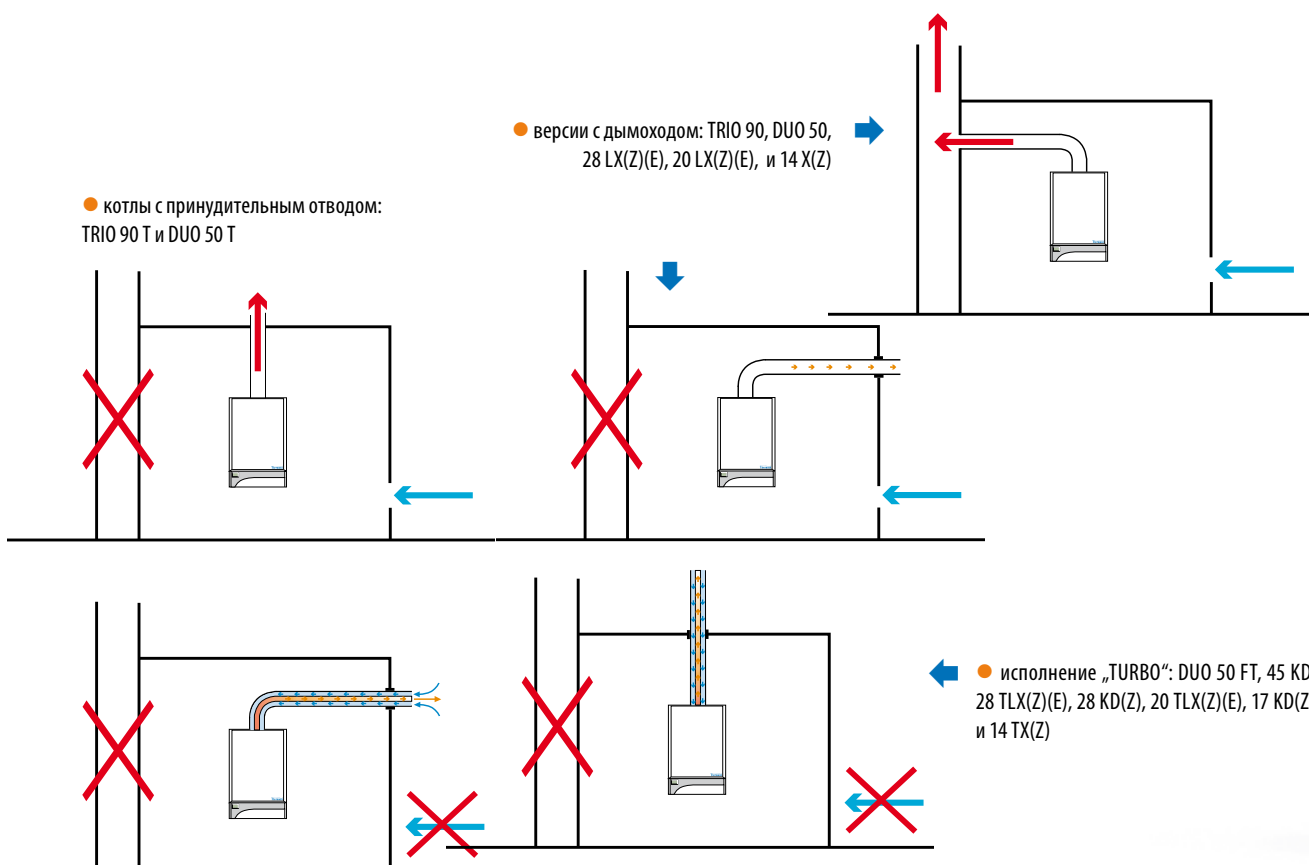 ● версии с дымоходом: TRIO 90, DUO 50,
28 LX(Z)(E), 20 LX(Z)(E), и 14 X(Z)
● котлы с принудительным отводом:
TRIO 90 T и DUO 50 T
● исполнение „TURBO“: DUO 50 FT, 45 KD
28 TLX(Z)(E), 28 KD(Z), 20 TLX(Z)(E), 17 KD(Z
и 14 TX(Z)